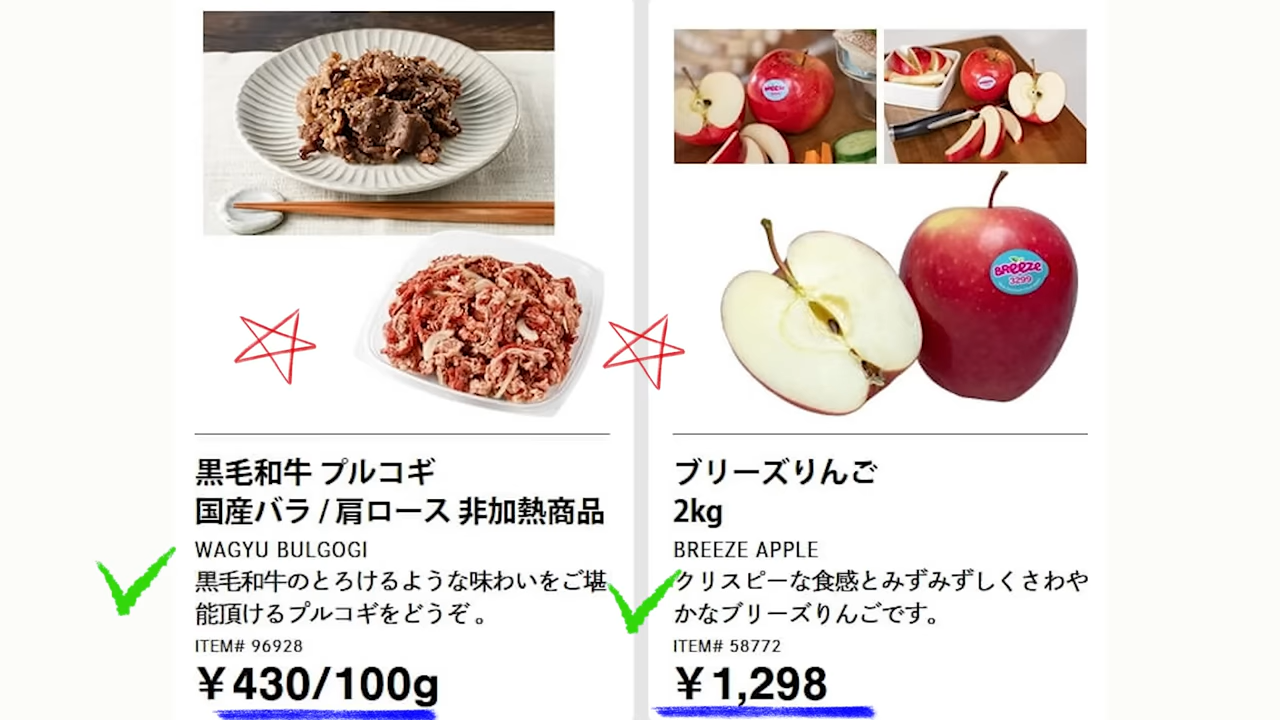 黒毛和牛 プルコギ
国産バラ / 肩ロース 非加熱商品
WAGYU BULGOGI
黒毛和牛のとろけるような味わいをご堪
能頂けるプルコギをどうぞ 。
ITEM# 96928
¥430/100g
BREEZE
BREEZE
3299
ブリーズりんご
2kg
BREEZE APPLE
クリスピーな食感とみずみずしくさわや
かなブリーズりんごです。
ITEM# 58772
¥1,298